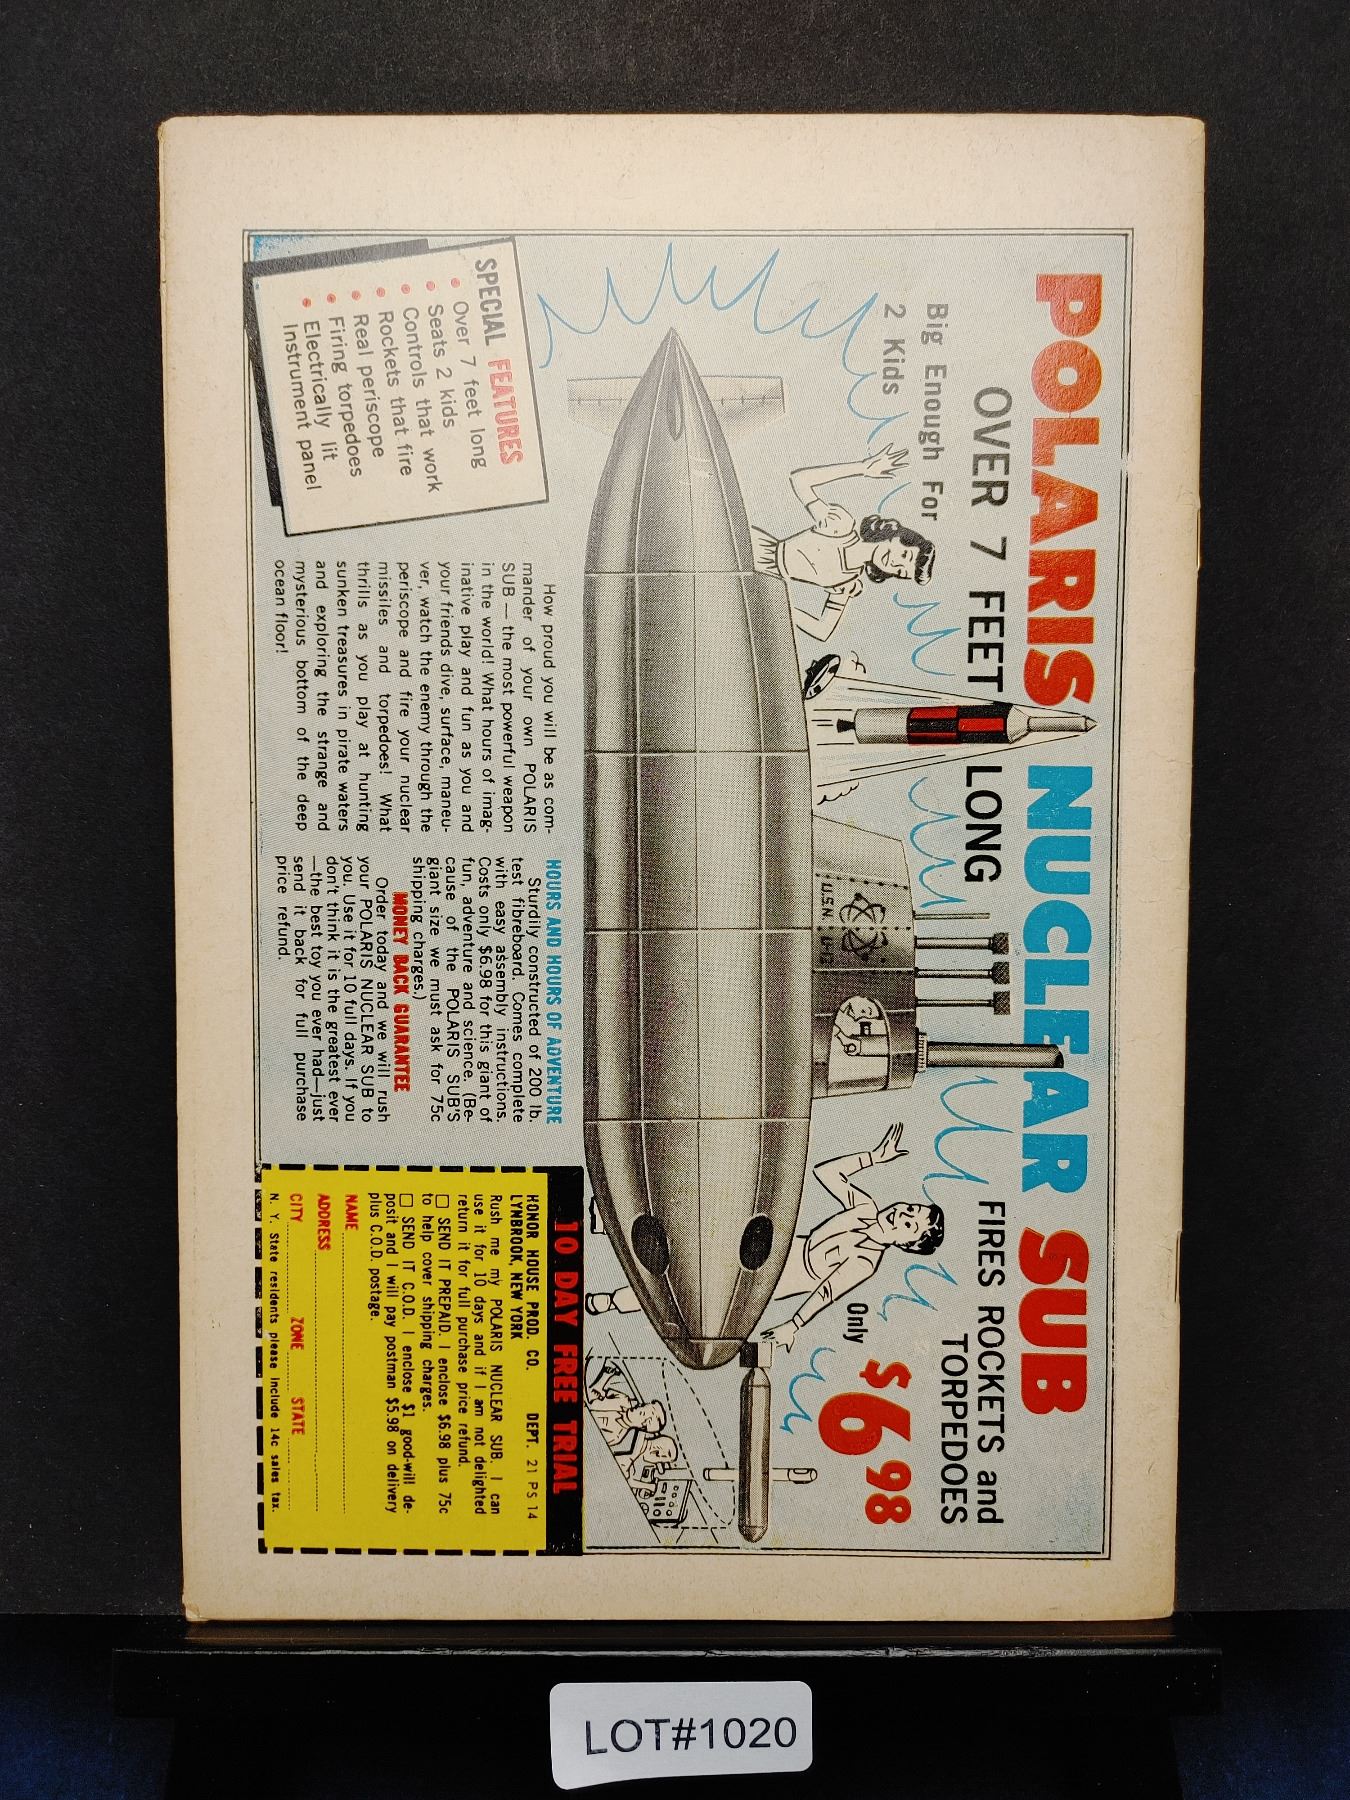 POLARIS NUCLEAR SUB
OVER 7 FEET LONG
FIRES ROCKETS and
TORPEDOES
Big Enough For
2 Kids
Only
$6.98
U.S.N. U-12
SPECIAL FEATURES
• Over 7 feet long
• Seats 2 kids
• Controls that work
• Rockets that fire
• Real periscope
• Firing torpedoes
• Electrically lit
Instrument panel
How proud you will be as com-
mander of your own POLARIS
SUB — the most powerful weapon
in the world! What hours of imag-
inative play and fun as you and
your friends dive, surface, maneu-
ver, watch the enemy through the
periscope and fire your nuclear
missiles and torpedoes! What
thrills as you play at hunting
sunken treasures in pirate waters
and exploring the strange and
mysterious bottom of the deep
ocean floor!
HOURS AND HOURS OF ADVENTURE
Sturdily constructed of 200 lb.
test fibreboard. Comes complete
with easy assembly instructions.
Costs only $6.98 for this giant of
fun, adventure and science. (Be-
cause of the POLARIS SUB'S
giant size we must ask for 75c
shipping charges.)
MONEY BACK GUARANTEE
Order today and we will rush
your POLARIS NUCLEAR SUB to
you. Use it for 10 full days. If you
don't think it is the greatest ever
—the best toy you ever had—just
send it back for full purchase
price refund.
10 DAY FREE TRIAL
HONOR HOUSE PROD. CO. DEPT. 21 PS 14
LYNBROOK, NEW YORK
Rush me my POLARIS NUCLEAR SUB. I can
use it for 10 days and if I am not delighted
return it for full purchase price refund.
☐ SEND IT PREPAID. I enclose $6.98 plus 75c
to help cover shipping charges.
☐ SEND IT C.O.D. I enclose $1 good-will de-
posit and I will pay postman $5.98 on delivery
plus C.O.D. postage.
NAME
ADDRESS
CITY ZONE STATE
N. Y. State residents please include 14c sales tax.
LOT#1020